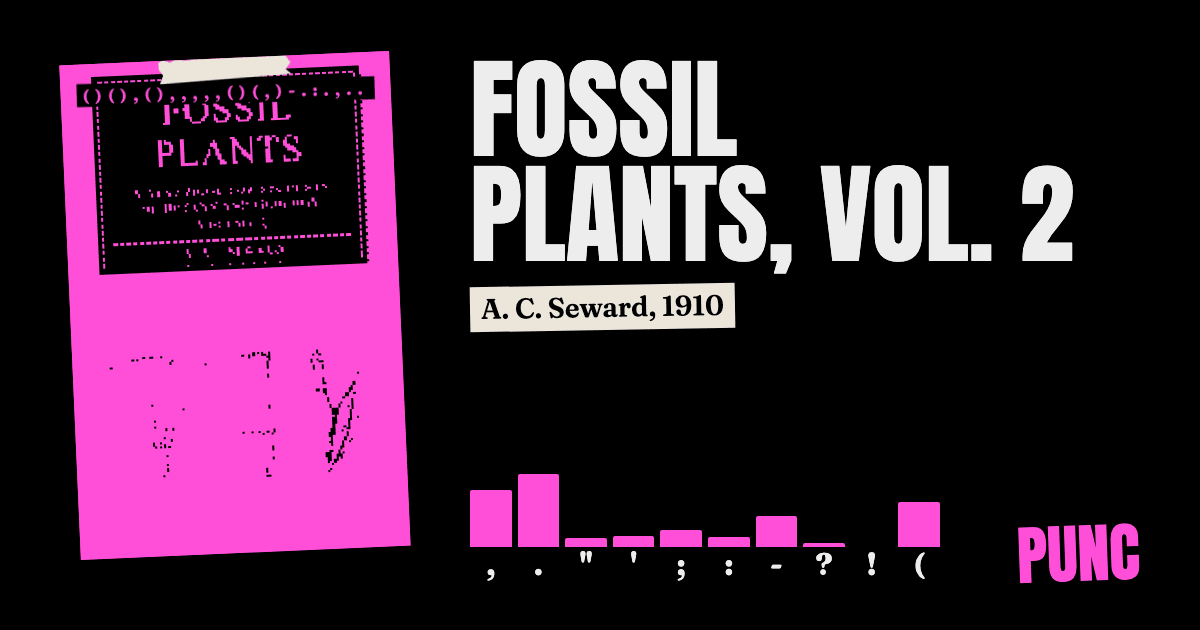 ()(),(),,,,,()(,)-.:.,..
FOSSIL
PLANTS
FOSSIL
PLANTS, VOL. 2
A. C. Seward, 1910
, . " ' ; : - ? ! (
PUNC